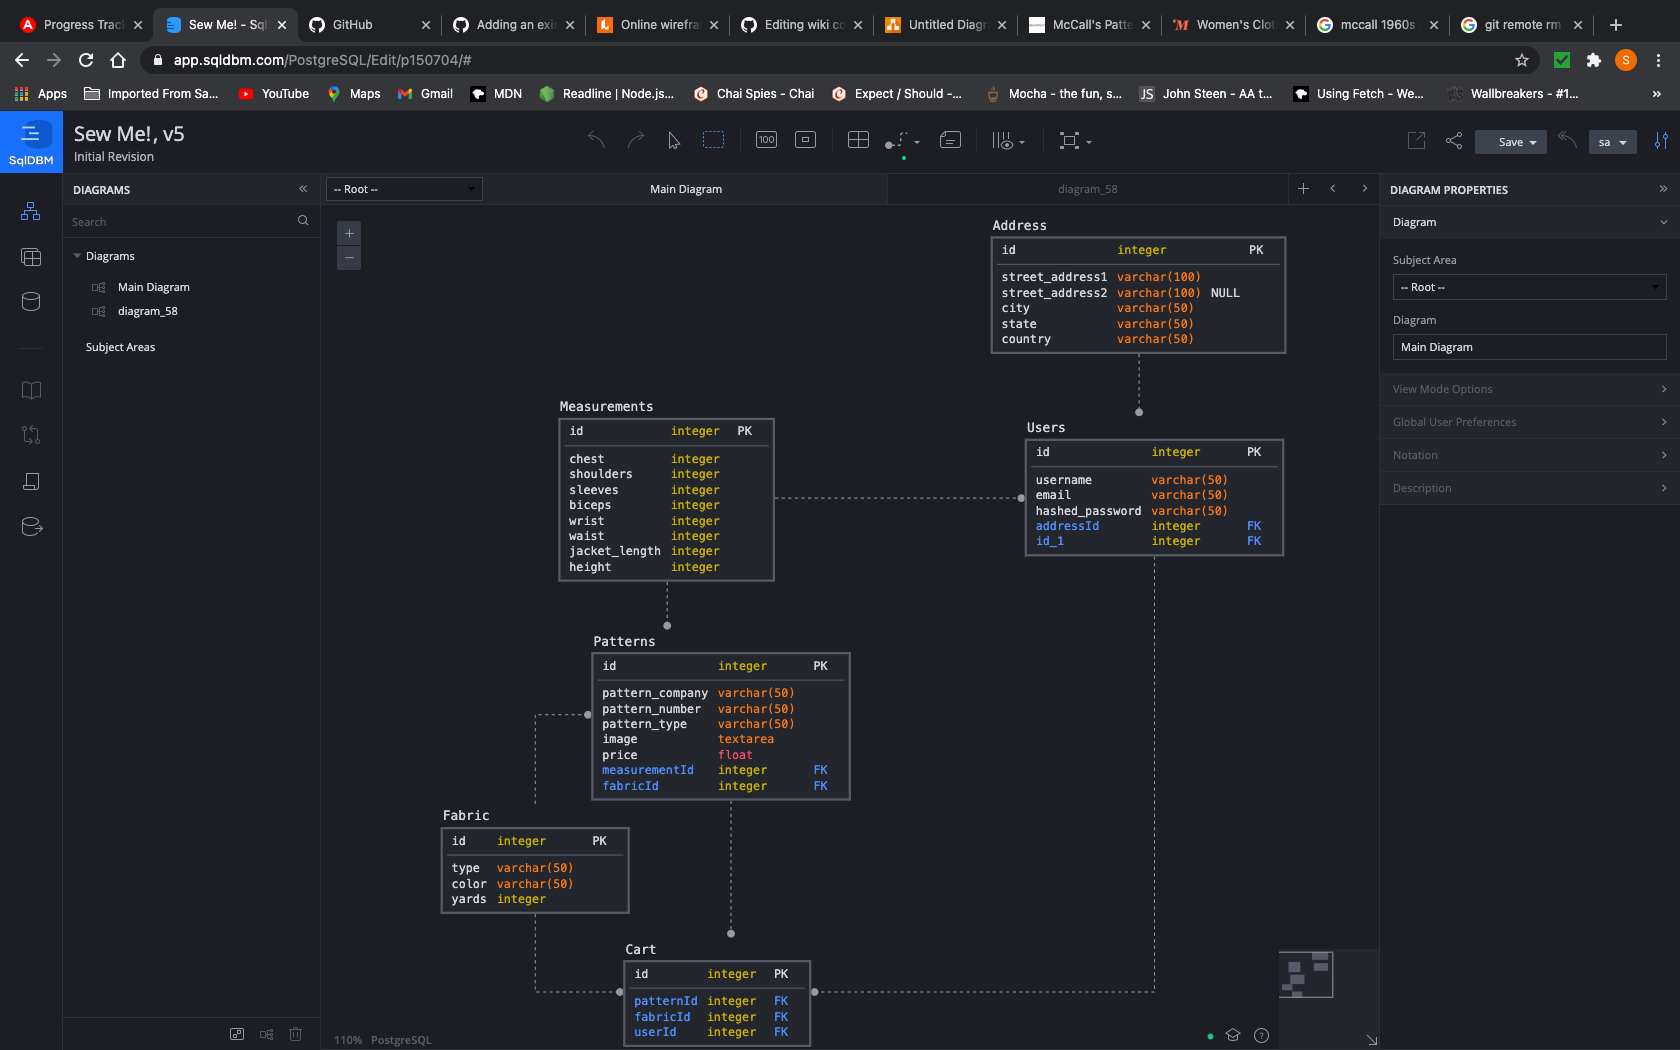 Progress Track
Sew Me! - Sql
GitHub
Adding an exis
Online wirefra
Editing wiki co
Untitled Diagr
McCall's Patte
Women's Clot
mccall 1960s
git remote rm
app.sqldbm.com/PostgreSQL/Edit/p150704/#
S
Apps
Imported From Sa...
YouTube
Maps
Gmail
MDN
Readline | Node.js...
Chai Spies - Chai
Expect / Should -...
Mocha - the fun, s...
JS
John Steen - AA t...
Using Fetch - We...
Wallbreakers - #1...
»
SqlDBM
Sew Me!, v5
Initial Revision
100
Save
sa
DIAGRAMS
Search
Diagrams
Main Diagram
diagram_58
Subject Areas
-- Root --
Main Diagram
diagram_58
DIAGRAM PROPERTIES
Diagram
Subject Area
-- Root --
Diagram
Main Diagram
View Mode Options
Global User Preferences
Notation
Description
Address
id integer PK
street_address1 varchar(100)
street_address2 varchar(100) NULL
city varchar(50)
state varchar(50)
country varchar(50)
Measurements
id integer PK
chest integer
shoulders integer
sleeves integer
biceps integer
wrist integer
waist integer
jacket_length integer
height integer
Users
id integer PK
username varchar(50)
email varchar(50)
hashed_password varchar(50)
addressId integer FK
id_1 integer FK
Patterns
id integer PK
pattern_company varchar(50)
pattern_number varchar(50)
pattern_type varchar(50)
image textarea
price float
measurementId integer FK
fabricId integer FK
Fabric
id integer PK
type varchar(50)
color varchar(50)
yards integer
Cart
id integer PK
patternId integer FK
fabricId integer FK
userId integer FK
110% PostgreSQL